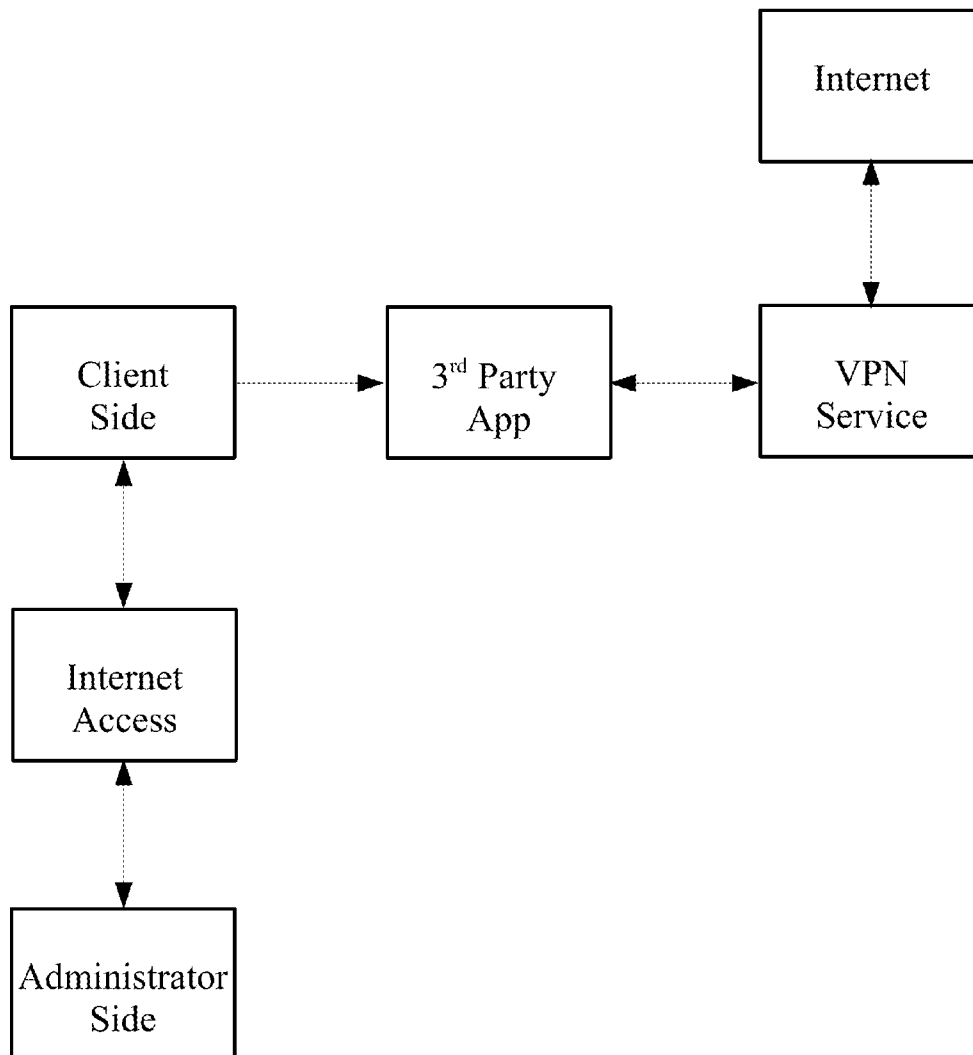 Internet
Client
Side
3rd Party
App
VPN
Service
Internet
Access
Administrator
Side